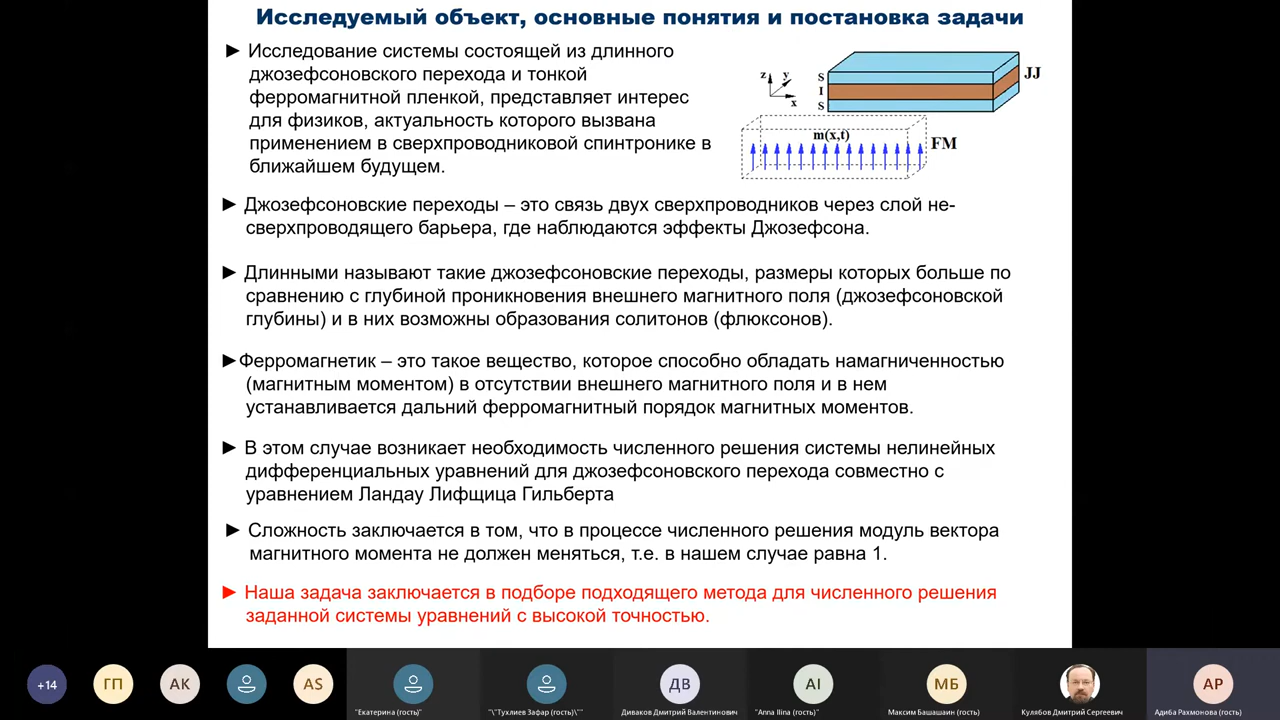 Исследуемый объект, основные понятия и постановка задачи
► Исследование системы состоящей из длинного
джозефсоновского перехода и тонкой
ферромагнитной пленкой, представляет интерес
для физиков, актуальность которого вызвана
применением в сверхпроводниковой спинтронике в
ближайшем будущем.
z y x
S
I
S
JJ
m(x,t)
FM
► Джозефсоновские переходы – это связь двух сверхпроводников через слой не-
сверхпроводящего барьера, где наблюдаются эффекты Джозефсона.
► Длинными называют такие джозефсоновские переходы, размеры которых больше по
сравнению с глубиной проникновения внешнего магнитного поля (джозефсоновской
глубины) и в них возможны образования солитонов (флюксонов).
►Ферромагнетик – это такое вещество, которое способно обладать намагниченностью
(магнитным моментом) в отсутствии внешнего магнитного поля и в нем
устанавливается дальний ферромагнитный порядок магнитных моментов.
► В этом случае возникает необходимость численного решения системы нелинейных
дифференциальных уравнений для джозефсоновского перехода совместно с
уравнением Ландау Лифщица Гильберта
► Сложность заключается в том, что в процессе численного решения модуль вектора
магнитного момента не должен меняться, т.е. в нашем случае равна 1.
► Наша задача заключается в подборе подходящего метода для численного решения
заданной системы уравнений с высокой точностью.
+14 ГП АК AS ДВ AI МБ АР
"Екатерина (гость)" "\"Тухлиев Зафар (гость)\"" Диваков Дмитрий Валентинович "Anna Ilina (гость)" Максим Башашаин (гость) Кулябов Дмитрий Сергеевич Адиба Рахмонова (гость)